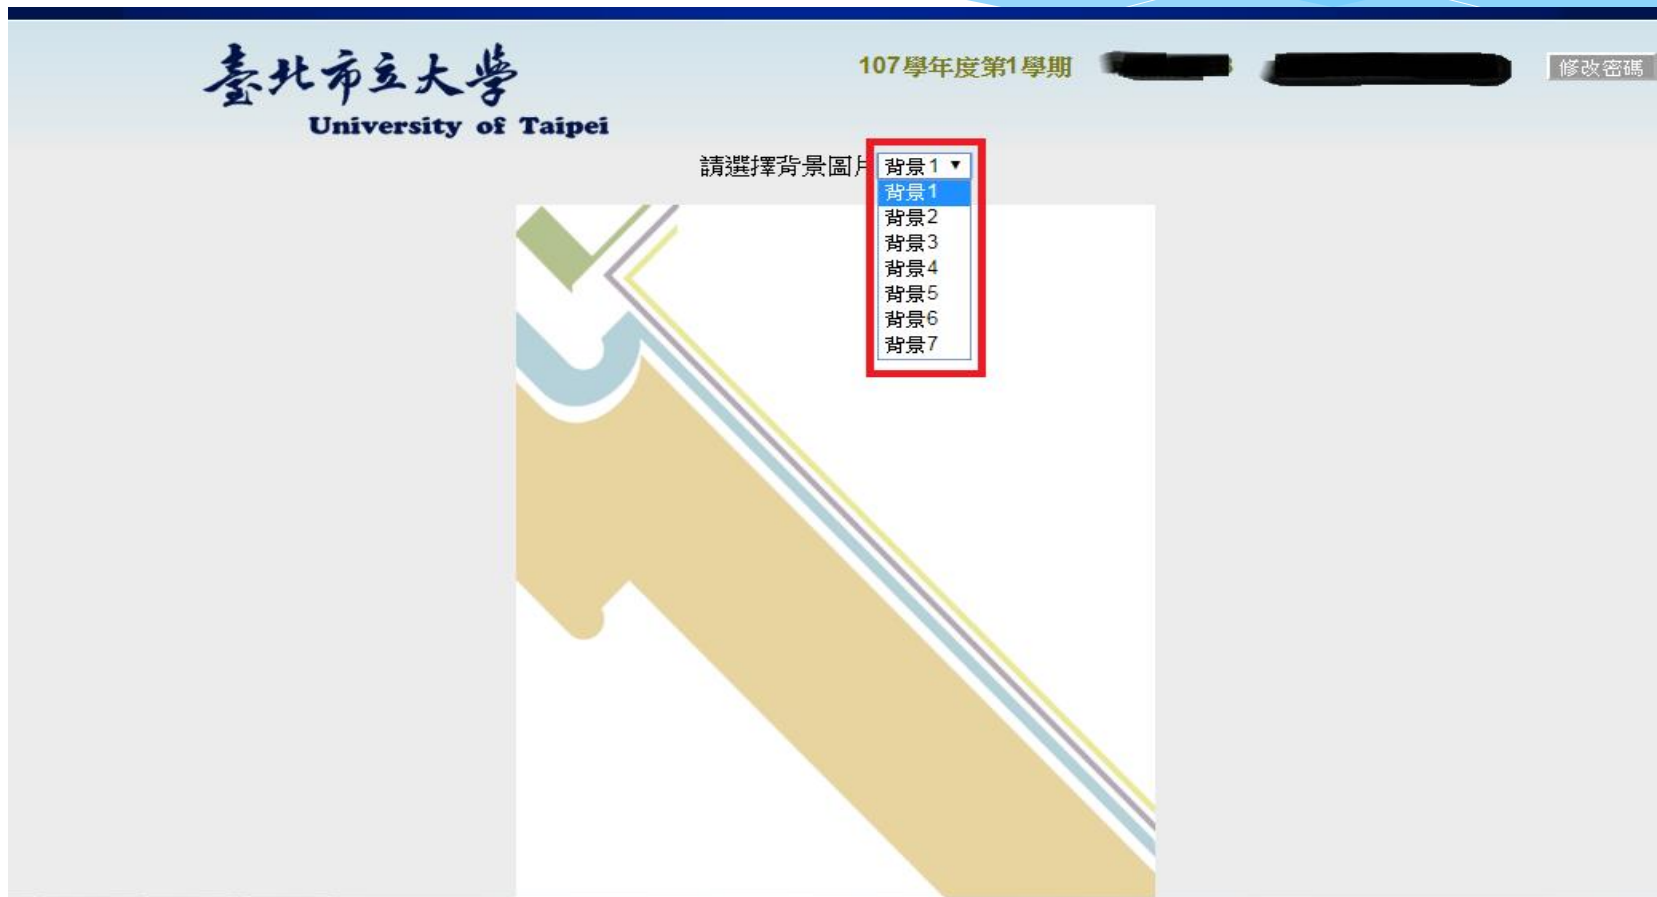 臺北市立大學
University of Taipei
107學年度第1學期
修改密碼
請選擇背景圖片 背景1
背景1
背景2
背景3
背景4
背景5
背景6
背景7